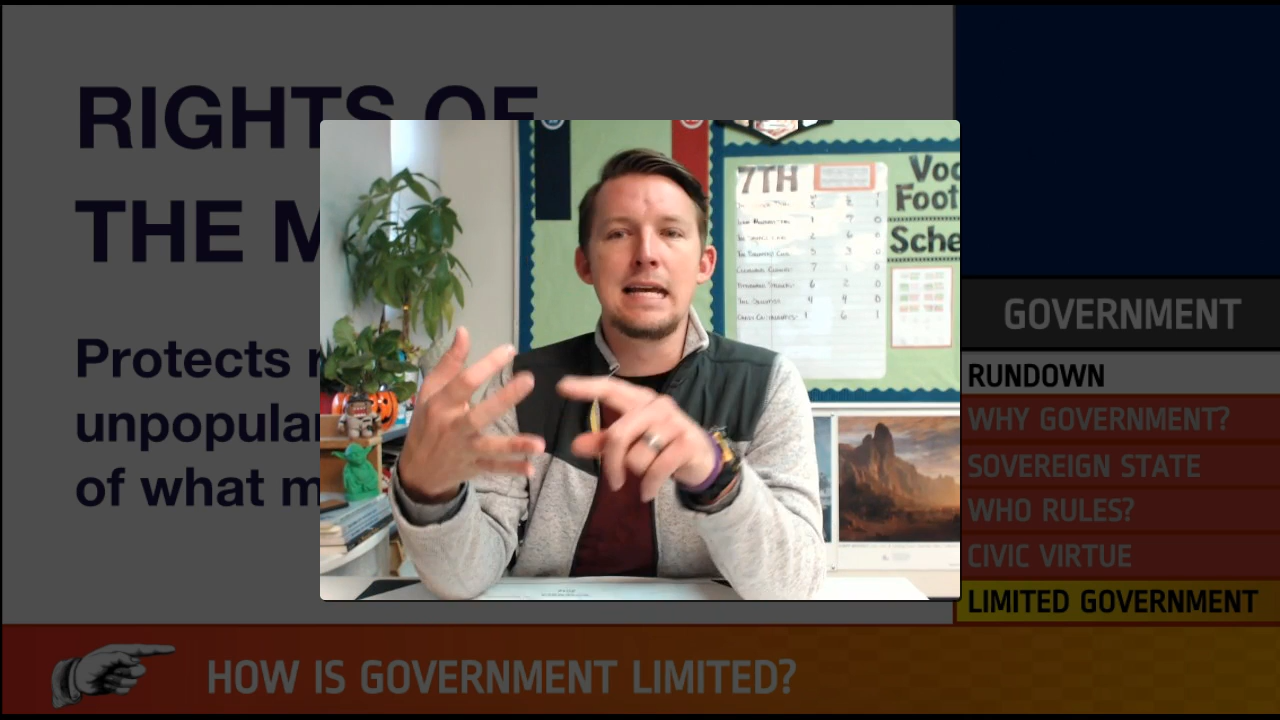 RIGHTS OF
THE M
Protects
unpopular
of what m
7TH
Voc
Foot
Sche
GOVERNMENT
RUNDOWN
WHY GOVERNMENT?
SOVEREIGN STATE
WHO RULES?
CIVIC VIRTUE
LIMITED GOVERNMENT
HOW IS GOVERNMENT LIMITED?